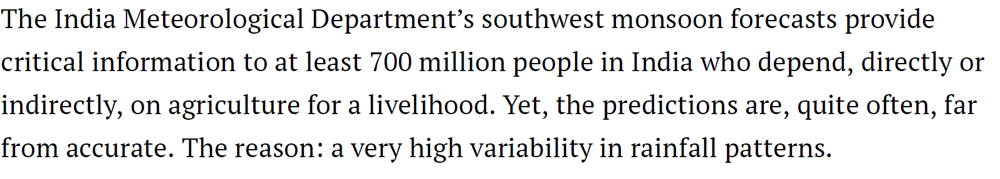 The India Meteorological Department’s southwest monsoon forecasts provide
critical information to at least 700 million people in India who depend, directly or
indirectly, on agriculture for a livelihood. Yet, the predictions are, quite often, far
from accurate. The reason: a very high variability in rainfall patterns.